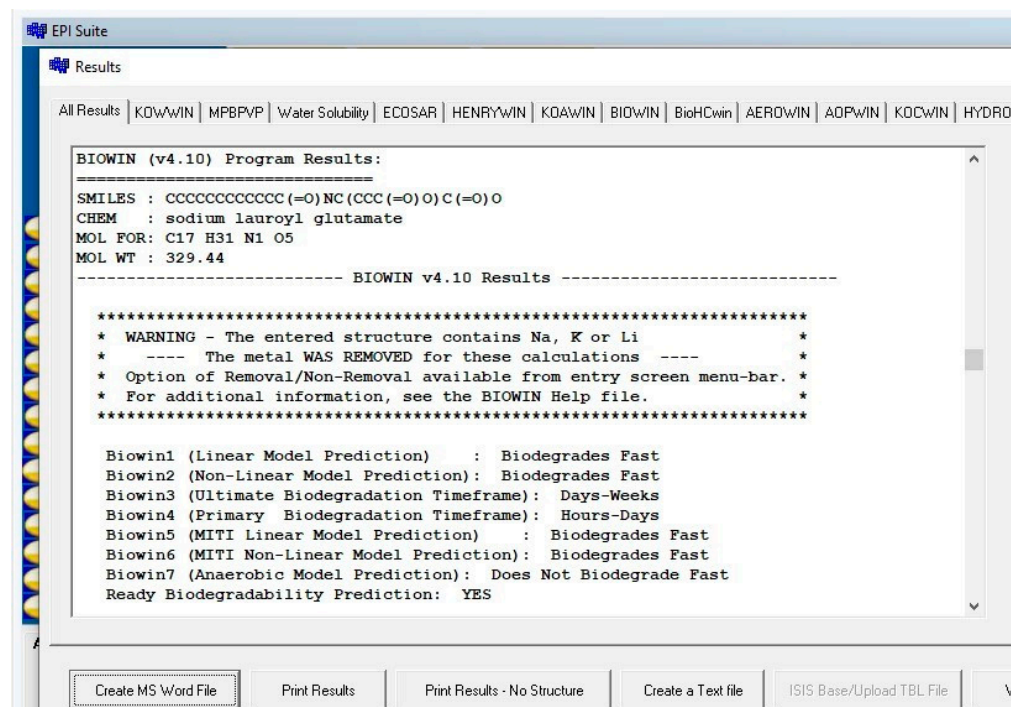 EPI Suite
Results
All Results KOWWIN MPBPVP Water Solubility ECOSAR HENRYWIN KOAWIN BIOWIN BioHCwin AEROWIN AOPWIN KOCWIN HYDRO
BIOWIN (v4.10) Program Results:
==============================
SMILES : CCCCCCCCCCCC(=O)NC(CCC(=O)O)C(=O)O
CHEM   : sodium lauroyl glutamate
MOL FOR: C17 H31 N1 O5
MOL WT : 329.44
--------------------------- BIOWIN v4.10 Results ----------------------------
************************************************************************
*  WARNING - The entered structure contains Na, K or Li                *
*    ----  The metal WAS REMOVED for these calculations  ----          *
*  Option of Removal/Non-Removal available from entry screen menu-bar. *
*  For additional information, see the BIOWIN Help file.               *
************************************************************************
Biowin1 (Linear Model Prediction)    :  Biodegrades Fast
Biowin2 (Non-Linear Model Prediction):  Biodegrades Fast
Biowin3 (Ultimate Biodegradation Timeframe):  Days-Weeks
Biowin4 (Primary  Biodegradation Timeframe):  Hours-Days
Biowin5 (MITI Linear Model Prediction)    :  Biodegrades Fast
Biowin6 (MITI Non-Linear Model Prediction):  Biodegrades Fast
Biowin7 (Anaerobic Model Prediction):  Does Not Biodegrade Fast
Ready Biodegradability Prediction:  YES
Create MS Word File Print Results Print Results - No Structure Create a Text file ISIS Base/Upload TBL File